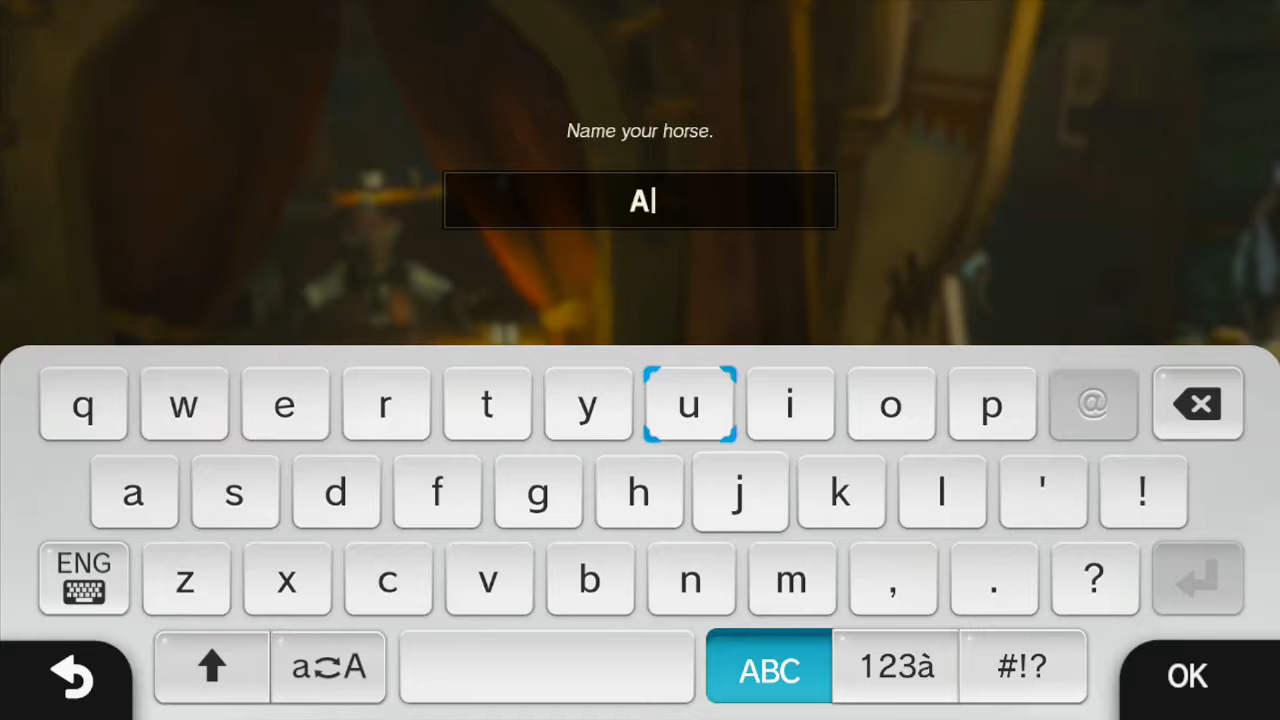 Name your horse.
A
q w e r t y u i o p @
a s d f g h j k l ' !
ENG z x c v b n m , . ?
a A ABC 123à #!? OK